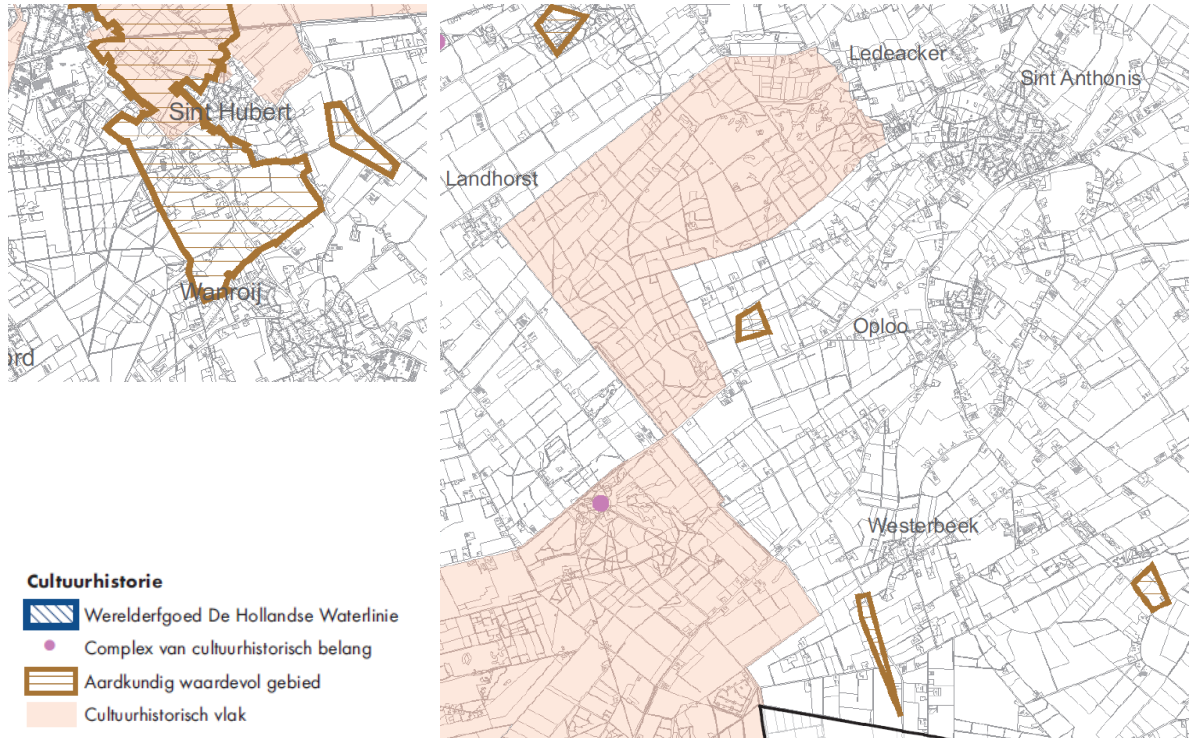 Sint Hubert
Wanroij
ord
Ledeacker
Sint Anthonis
Landhorst
Oploo
Westerbeek
Cultuurhistorie
Werelderfgoed De Hollandse Waterlinie
Complex van cultuurhistorisch belang
Aardkundig waardevol gebied
Cultuurhistorisch vlak